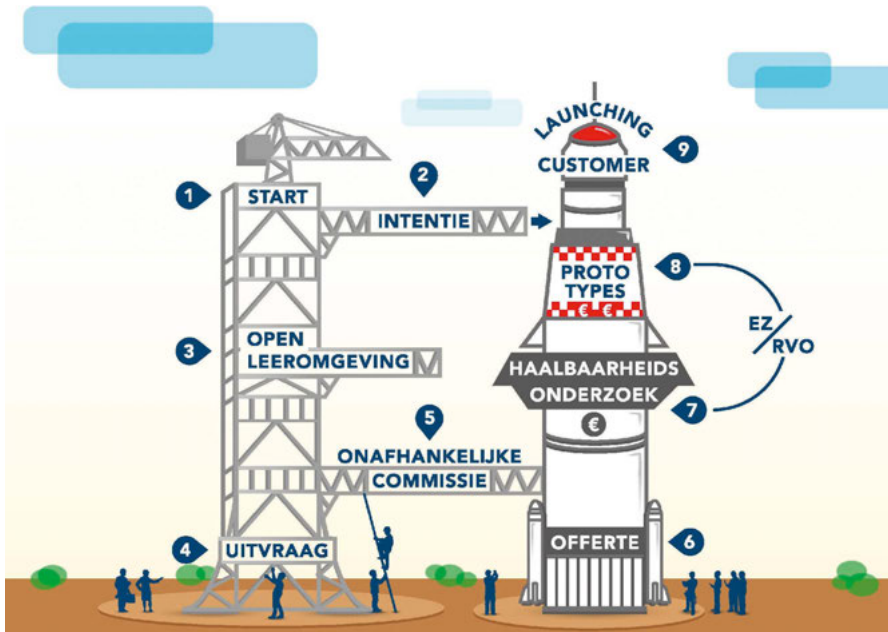 1
START
2
INTENTIE
3
OPEN
LEEROMGEVING
4
UITVRAAG
5
ONAFHANKELIJKE
COMMISSIE
6
OFFERTE
7
HAALBAARHEIDS
ONDERZOEK
€
8
PROTO
TYPES
€ €
EZ/RVO
9
LAUNCHING
CUSTOMER